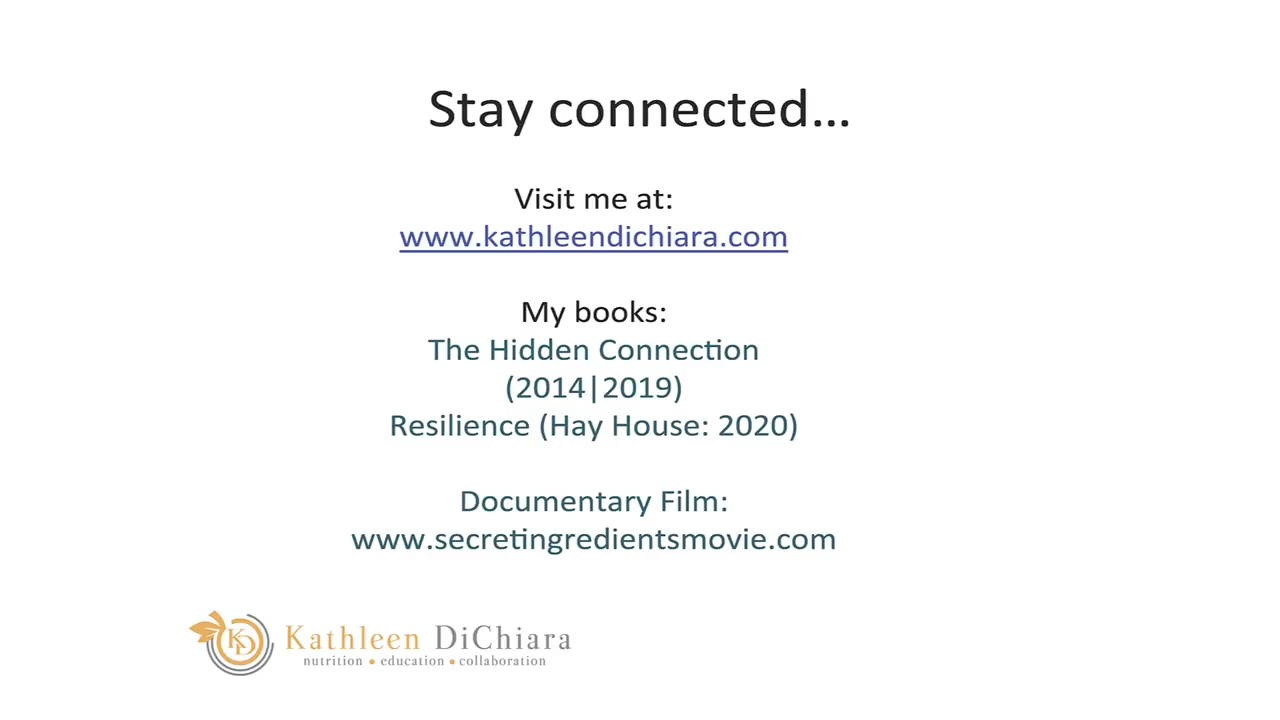 Stay connected…
Visit me at:
www.kathleendichiara.com
My books:
The Hidden Connection
(2014|2019)
Resilience (Hay House: 2020)
Documentary Film:
www.secretingredientsmovie.com
KD
Kathleen DiChiara
nutrition • education • collaboration